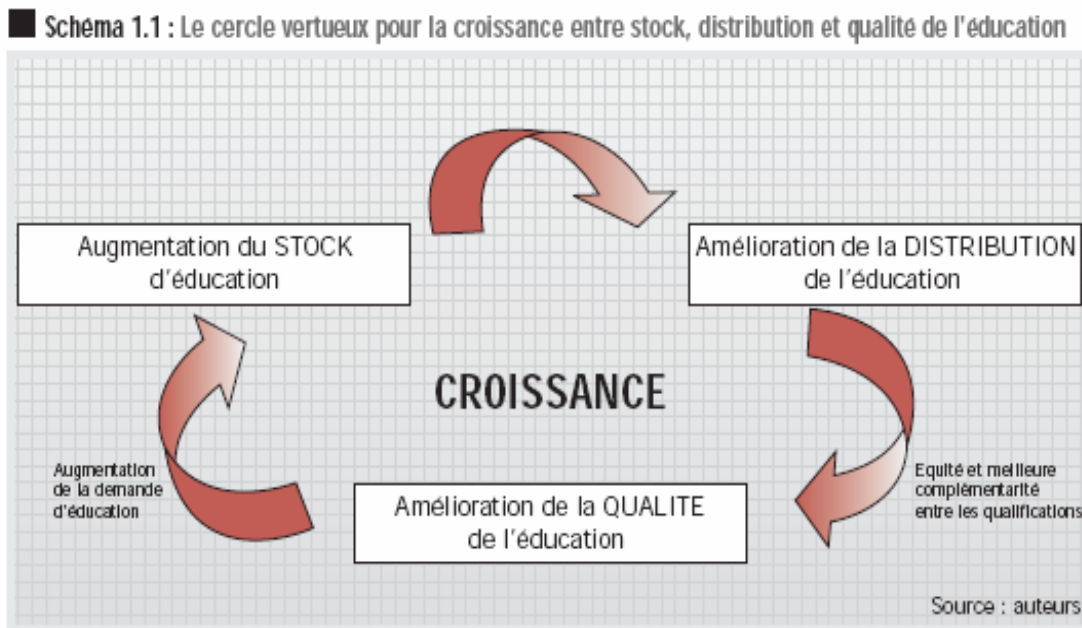 Schéma 1.1 : Le cercle vertueux pour la croissance entre stock, distribution et qualité de l'éducation
Augmentation du STOCK
d'éducation
Amélioration de la DISTRIBUTION
de l'éducation
CROISSANCE
Augmentation
de la demande
d'éducation
Equité et meilleure
complémentarité
entre les qualifications
Amélioration de la QUALITE
de l'éducation
Source : auteurs